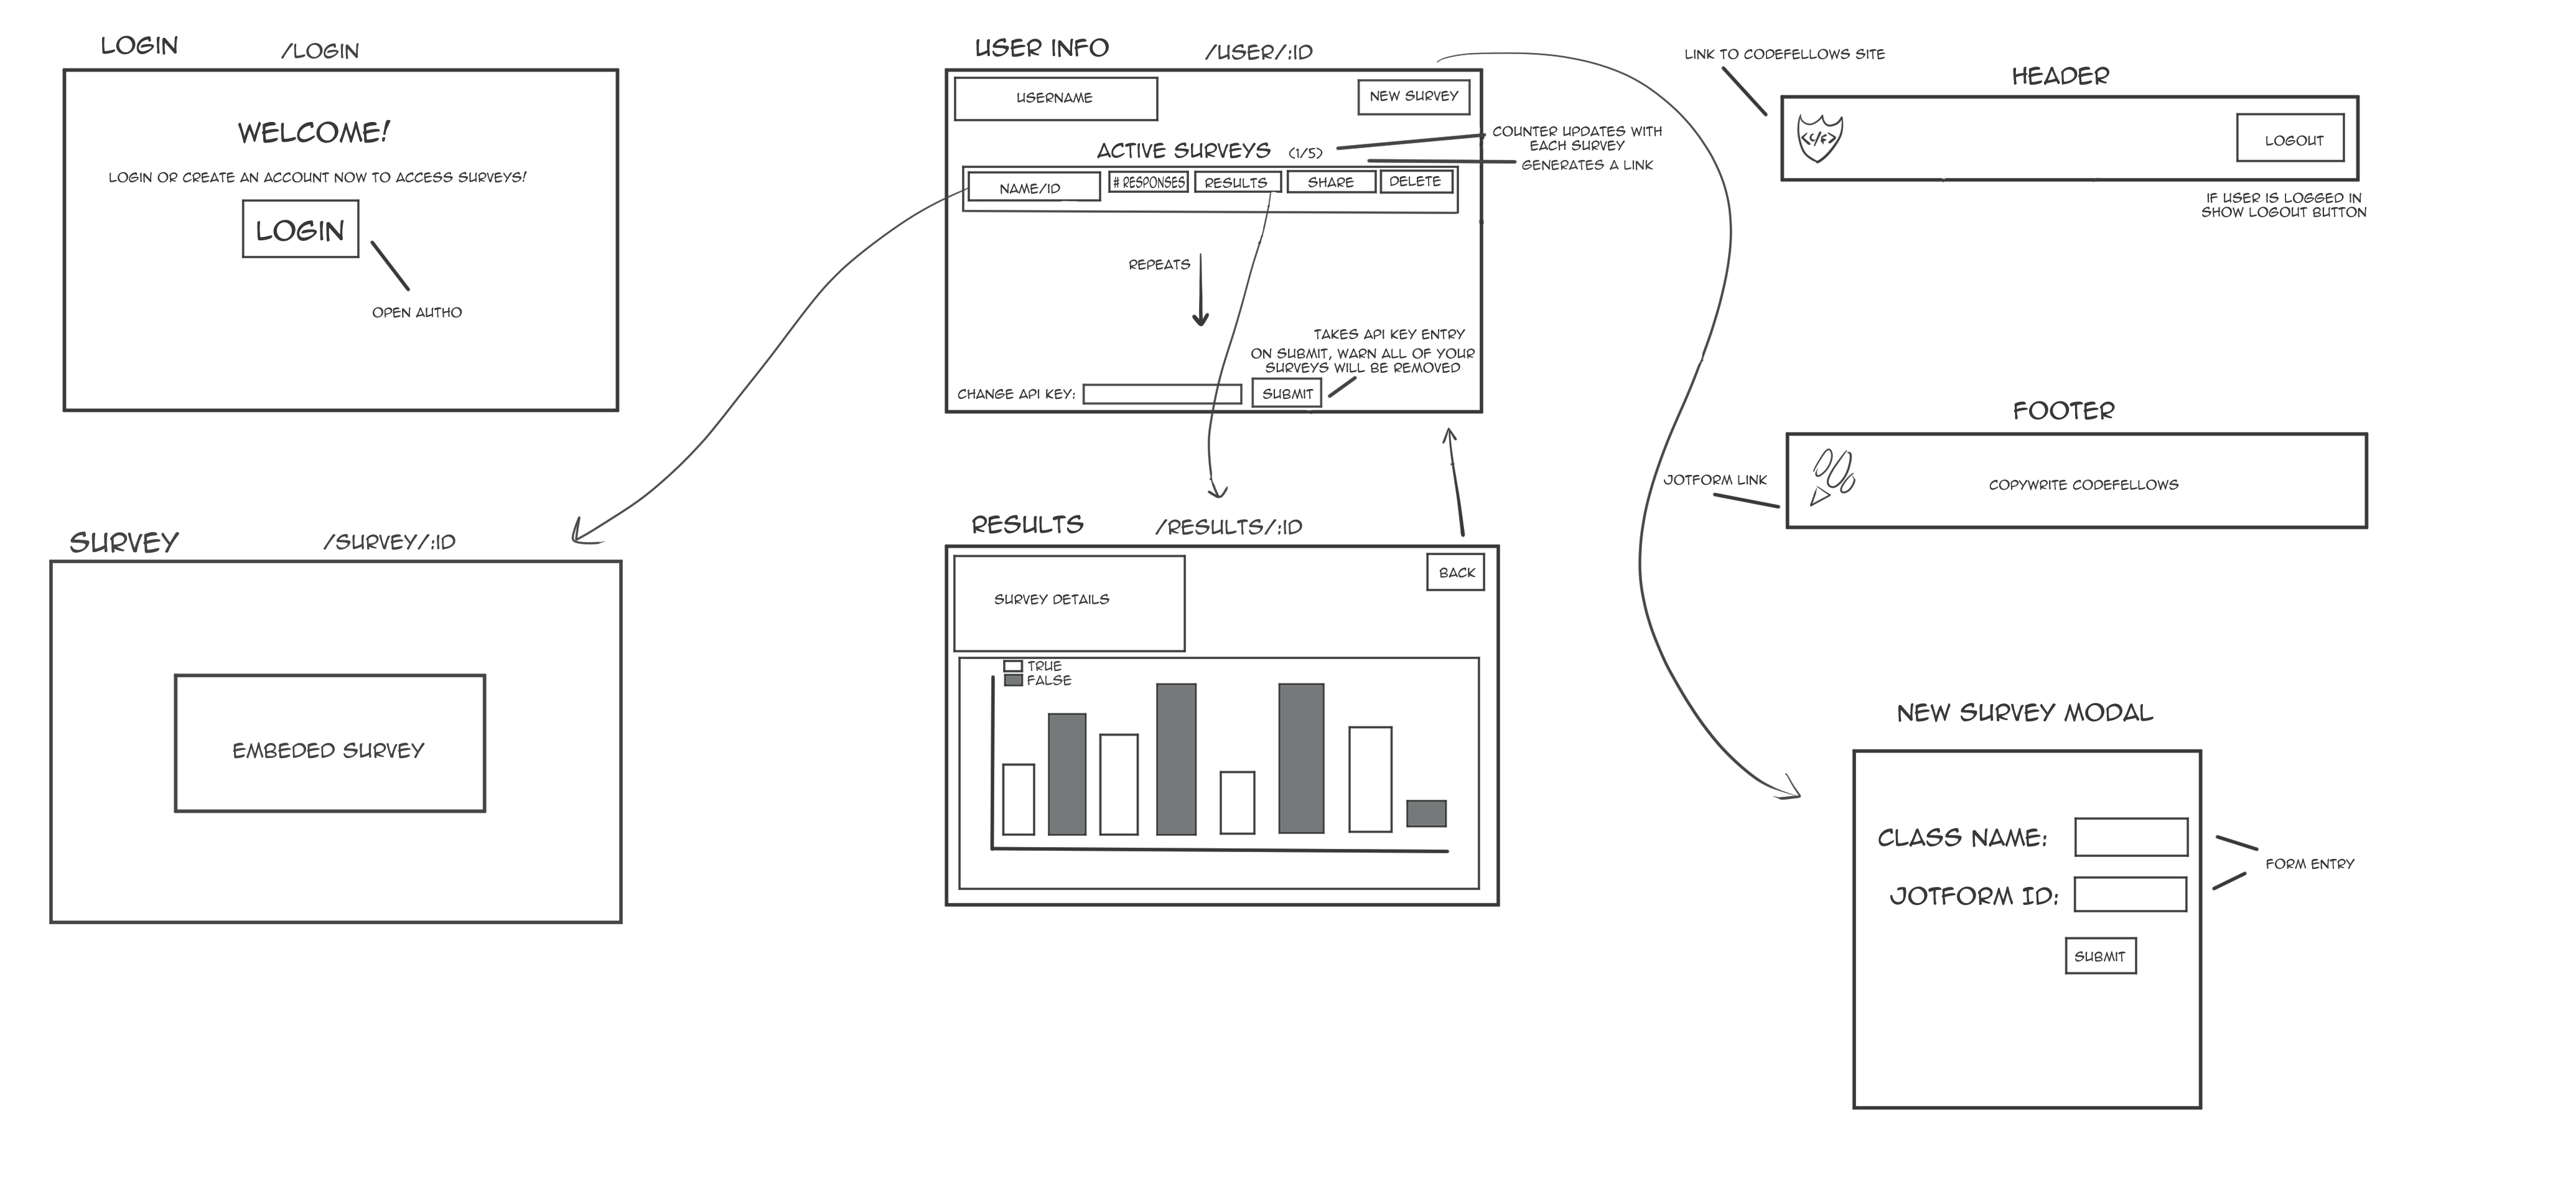 LOGIN
/LOGIN
WELCOME!
LOGIN OR CREATE AN ACCOUNT NOW TO ACCESS SURVEYS!
LOGIN
OPEN AUTHO
USER INFO
/USER/:ID
USERNAME
NEW SURVEY
ACTIVE SURVEYS (1/5)
COUNTER UPDATES WITH
EACH SURVEY
GENERATES A LINK
NAME/ID
# RESPONSES
RESULTS
SHARE
DELETE
REPEATS
TAKES API KEY ENTRY
ON SUBMIT, WARN ALL OF YOUR
SURVEYS WILL BE REMOVED
CHANGE API KEY:
SUBMIT
LINK TO CODEFELLOWS SITE
HEADER
<c/f>
LOGOUT
IF USER IS LOGGED IN
SHOW LOGOUT BUTTON
FOOTER
JOTFORM LINK
COPYWRITE CODEFELLOWS
SURVEY
/SURVEY/:ID
EMBEDED SURVEY
RESULTS
/RESULTS/:ID
SURVEY DETAILS
BACK
TRUE
FALSE
NEW SURVEY MODAL
CLASS NAME:
JOTFORM ID:
FORM ENTRY
SUBMIT